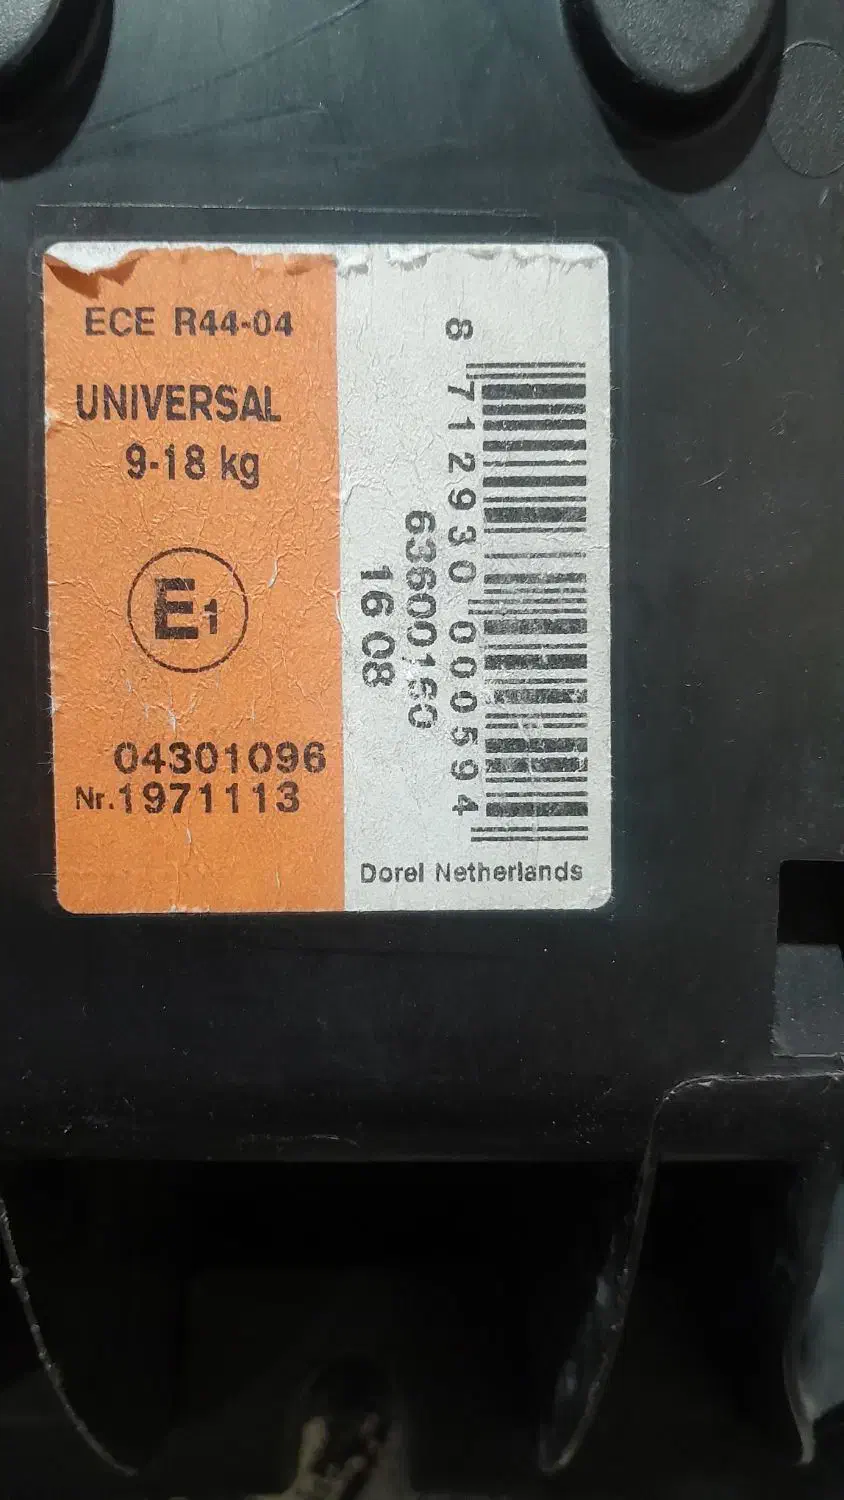 ECE R44-04
UNIVERSAL
9-18 kg
E1
04301096
Nr.1971113
8 712930 000594
63600160
16 08
Dorel Netherlands